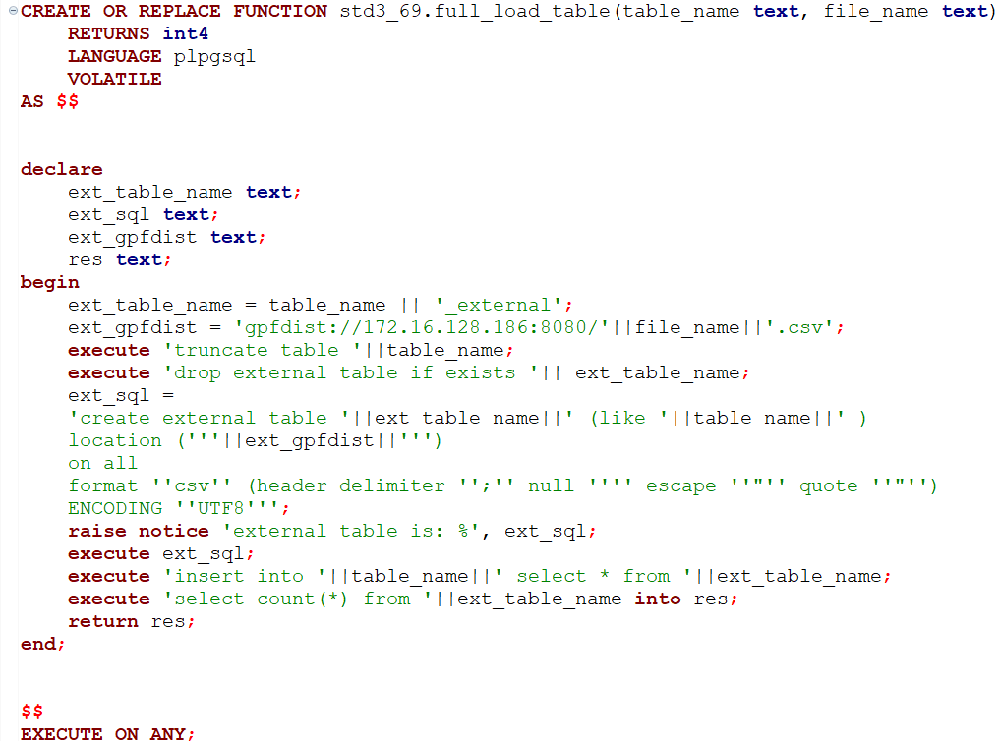 CREATE OR REPLACE FUNCTION std3_69.full_load_table(table_name text, file_name text)
    RETURNS int4
    LANGUAGE plpgsql
    VOLATILE
AS $$
declare
    ext_table_name text;
    ext_sql text;
    ext_gpfdist text;
    res text;
begin
    ext_table_name = table_name || '_external';
    ext_gpfdist = 'gpfdist://172.16.128.186:8080/'||file_name||'.csv';
    execute 'truncate table '||table_name;
    execute 'drop external table if exists '|| ext_table_name;
    ext_sql =
    'create external table '||ext_table_name||' (like '||table_name||' )
    location ('''||ext_gpfdist||''')
    on all
    format ''csv'' (header delimiter '';'' null '''' escape ''"'' quote ''"'')
    ENCODING ''UTF8''';
    raise notice 'external table is: %', ext_sql;
    execute ext_sql;
    execute 'insert into '||table_name||' select * from '||ext_table_name;
    execute 'select count(*) from '||ext_table_name into res;
    return res;
end;
$$
EXECUTE ON ANY;